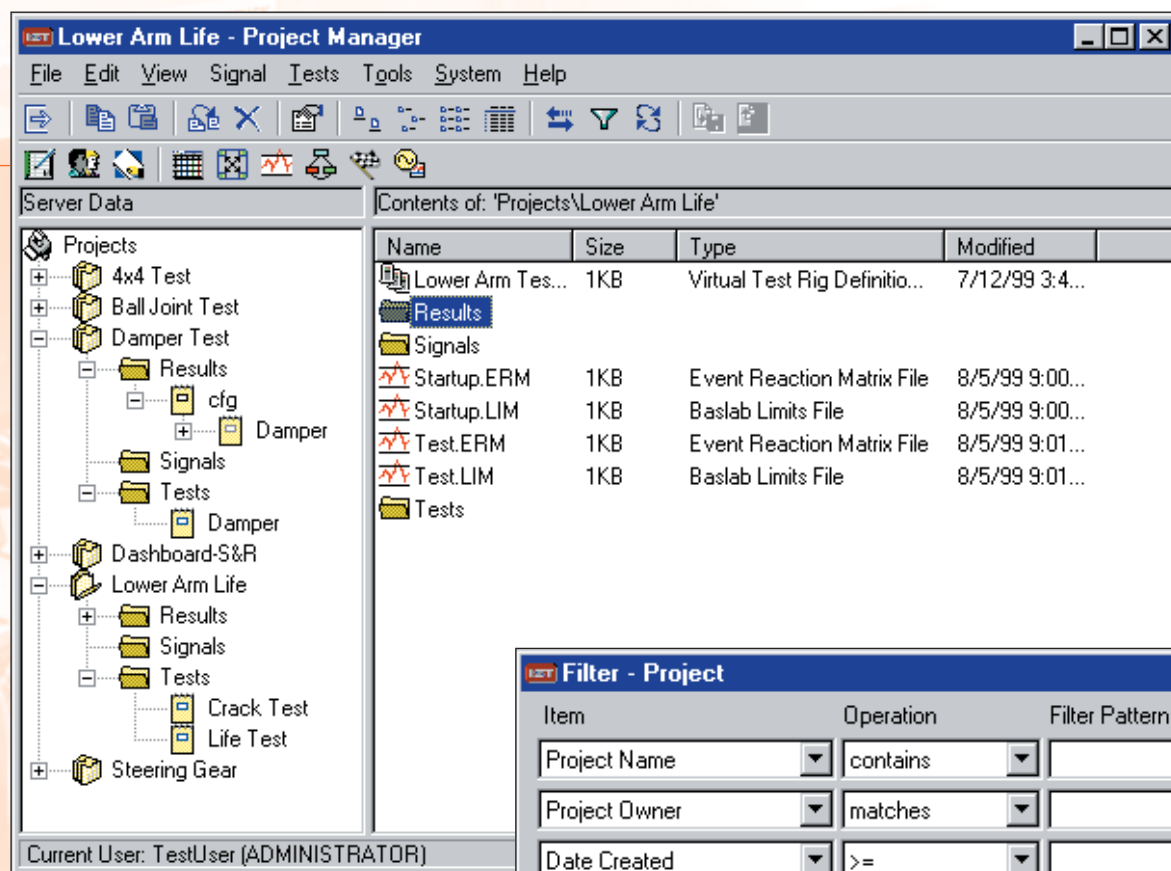 Lower Arm Life - Project Manager
File Edit View Signal Tests Tools System Help
Server Data
Contents of: 'Projects\Lower Arm Life'
Projects
4x4 Test
Ball Joint Test
Damper Test
Results
cfg
Damper
Signals
Tests
Damper
Dashboard-S&R
Lower Arm Life
Results
Signals
Tests
Crack Test
Life Test
Steering Gear
Name Size Type Modified
Lower Arm Tes... 1KB Virtual Test Rig Definitio... 7/12/99 3:4...
Results
Signals
Startup.ERM 1KB Event Reaction Matrix File 8/5/99 9:00...
Startup.LIM 1KB Baslab Limits File 8/5/99 9:00...
Test.ERM 1KB Event Reaction Matrix File 8/5/99 9:01...
Test.LIM 1KB Baslab Limits File 8/5/99 9:01...
Tests
Current User: TestUser (ADMINISTRATOR)
Filter - Project
Item Operation Filter Pattern
Project Name contains
Project Owner matches
Date Created >=